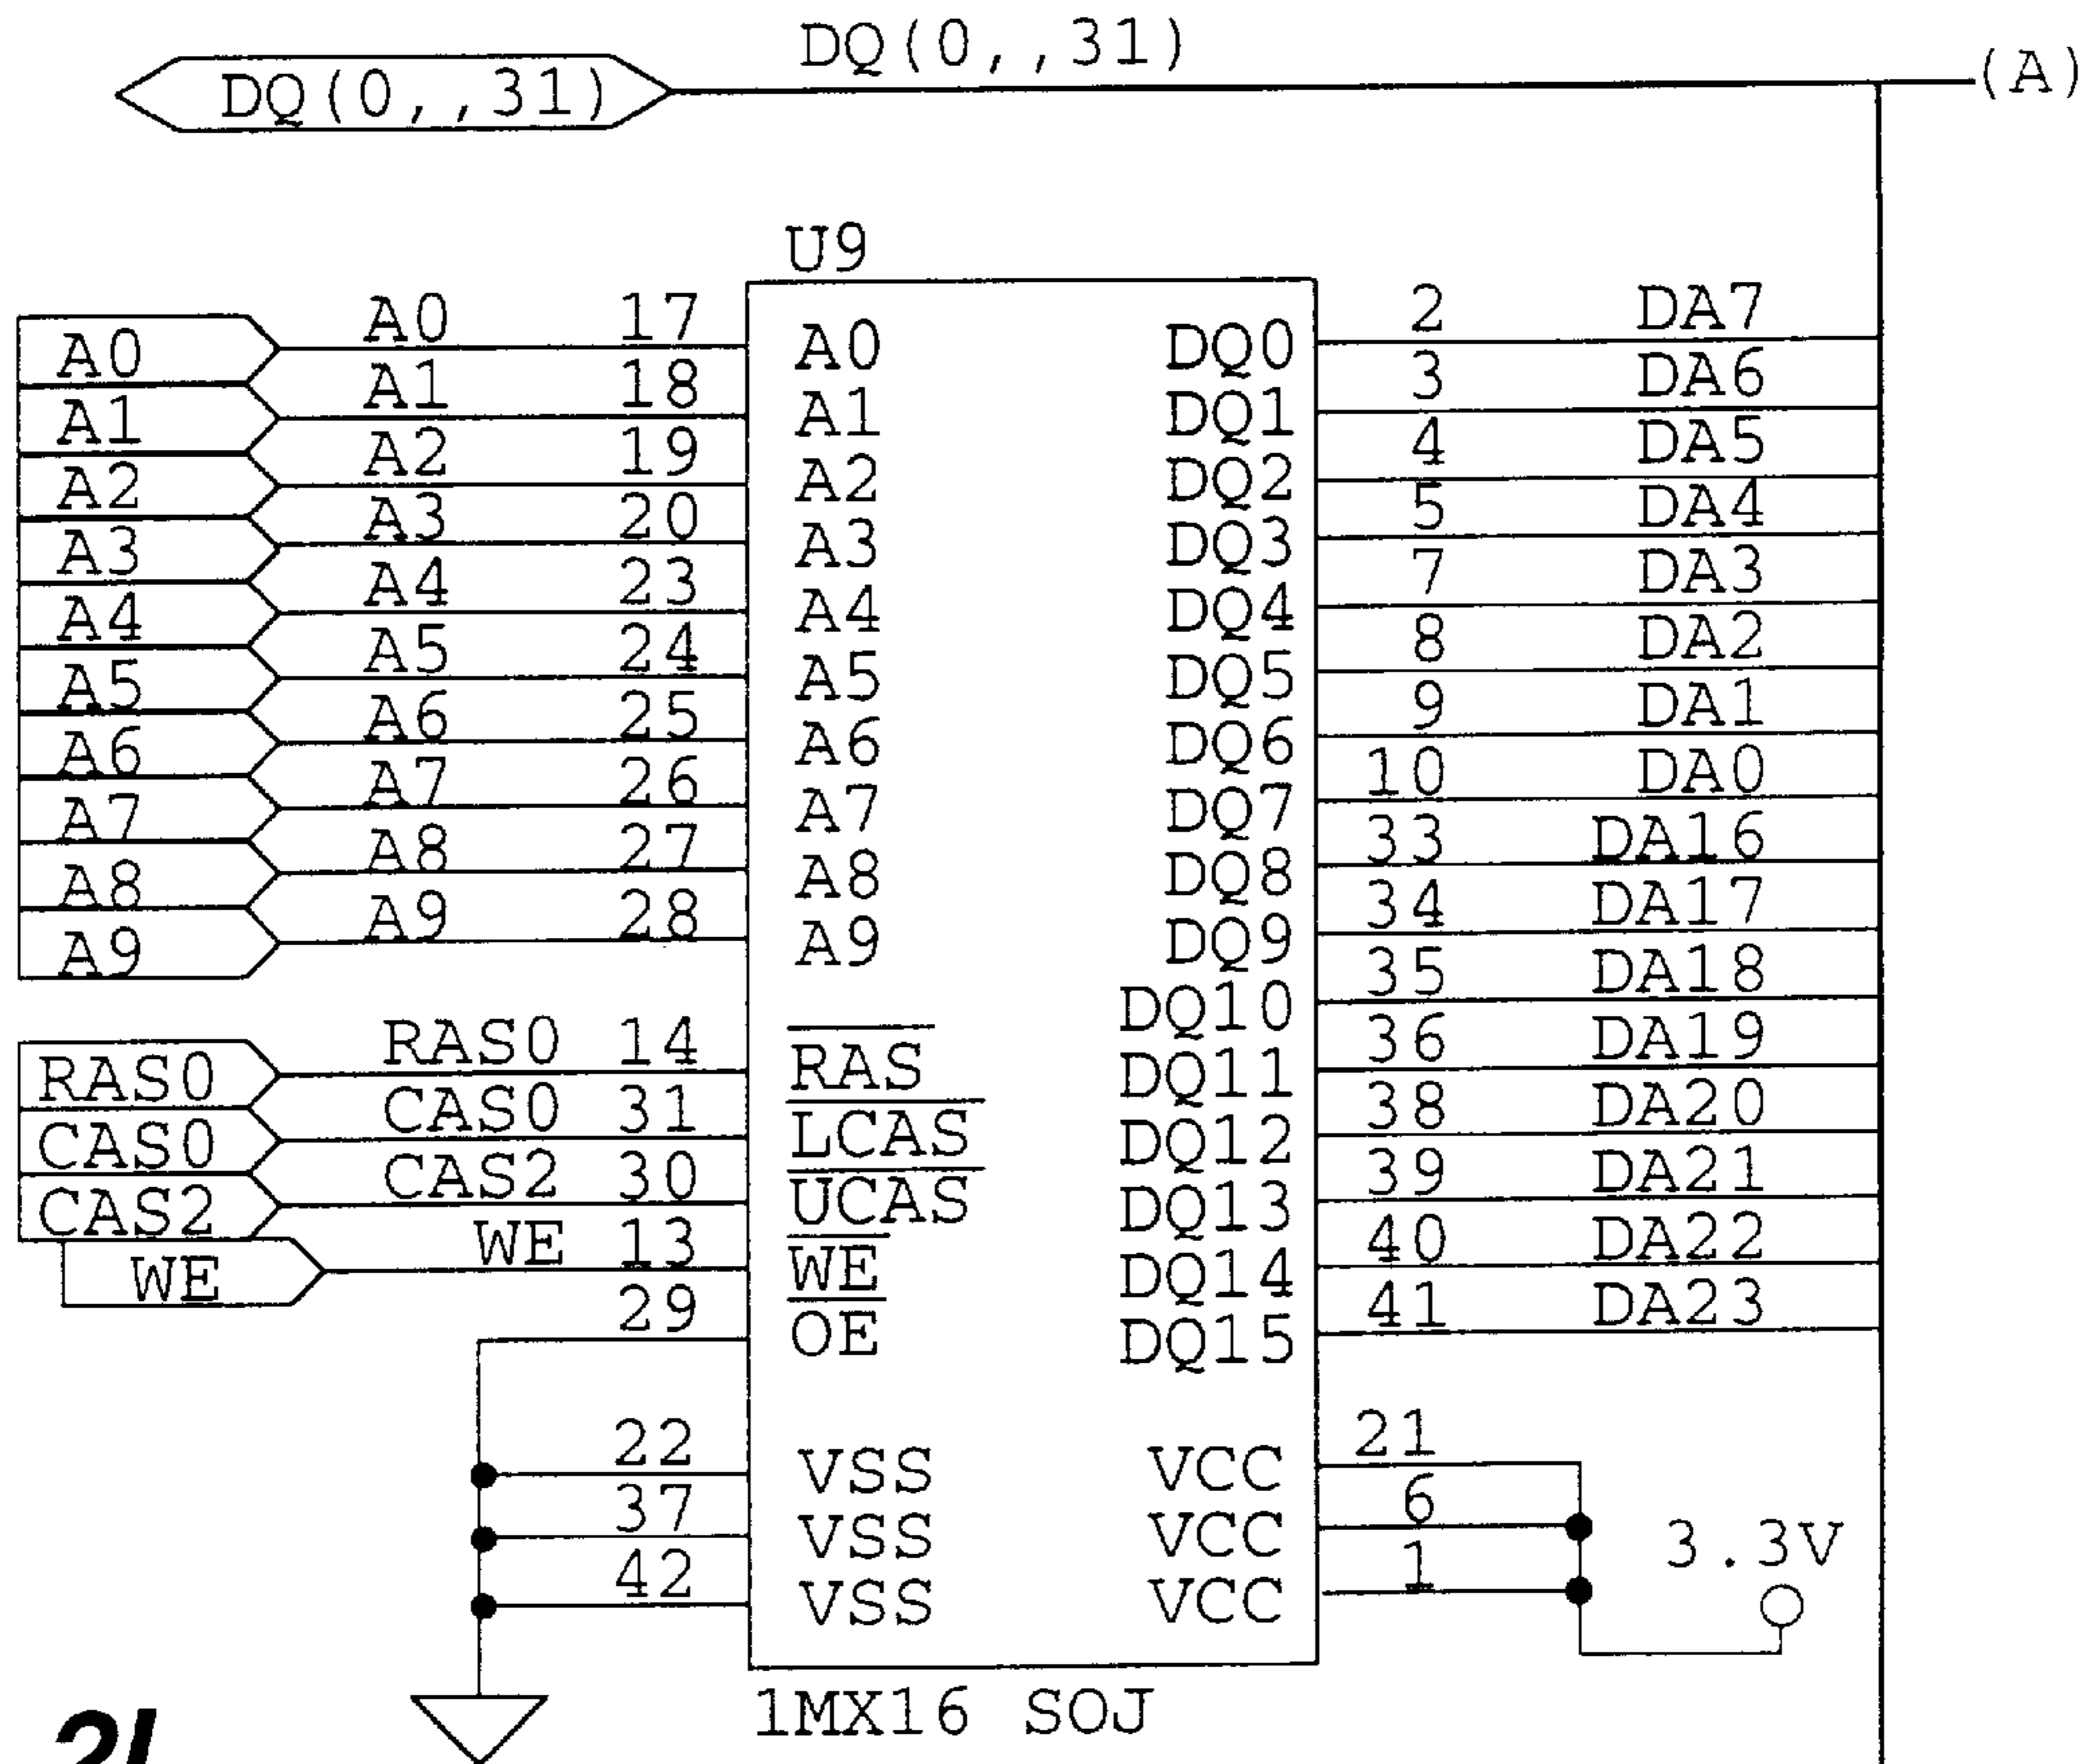 DQ(0,,31)
DQ(0,,31) (A)
U9
A0 A0 17 A0 DQ0 2 DA7
A1 A1 18 A1 DQ1 3 DA6
A2 A2 19 A2 DQ2 4 DA5
A3 A3 20 A3 DQ3 5 DA4
A4 A4 23 A4 DQ4 7 DA3
A5 A5 24 A5 DQ5 8 DA2
A6 A6 25 A6 DQ6 9 DA1
A7 A7 26 A7 DQ7 10 DA0
A8 A8 27 A8 DQ8 33 DA16
A9 A9 28 A9 DQ9 34 DA17
DQ10 35 DA18
RAS0 RAS0 14 RAS DQ11 36 DA19
CAS0 CAS0 31 LCAS DQ12 38 DA20
CAS2 CAS2 30 UCAS DQ13 39 DA21
WE WE 13 WE DQ14 40 DA22
29 OE DQ15 41 DA23
22 VSS VCC 21
37 VSS VCC 6
42 VSS VCC 1 3.3V
1MX16 SOJ